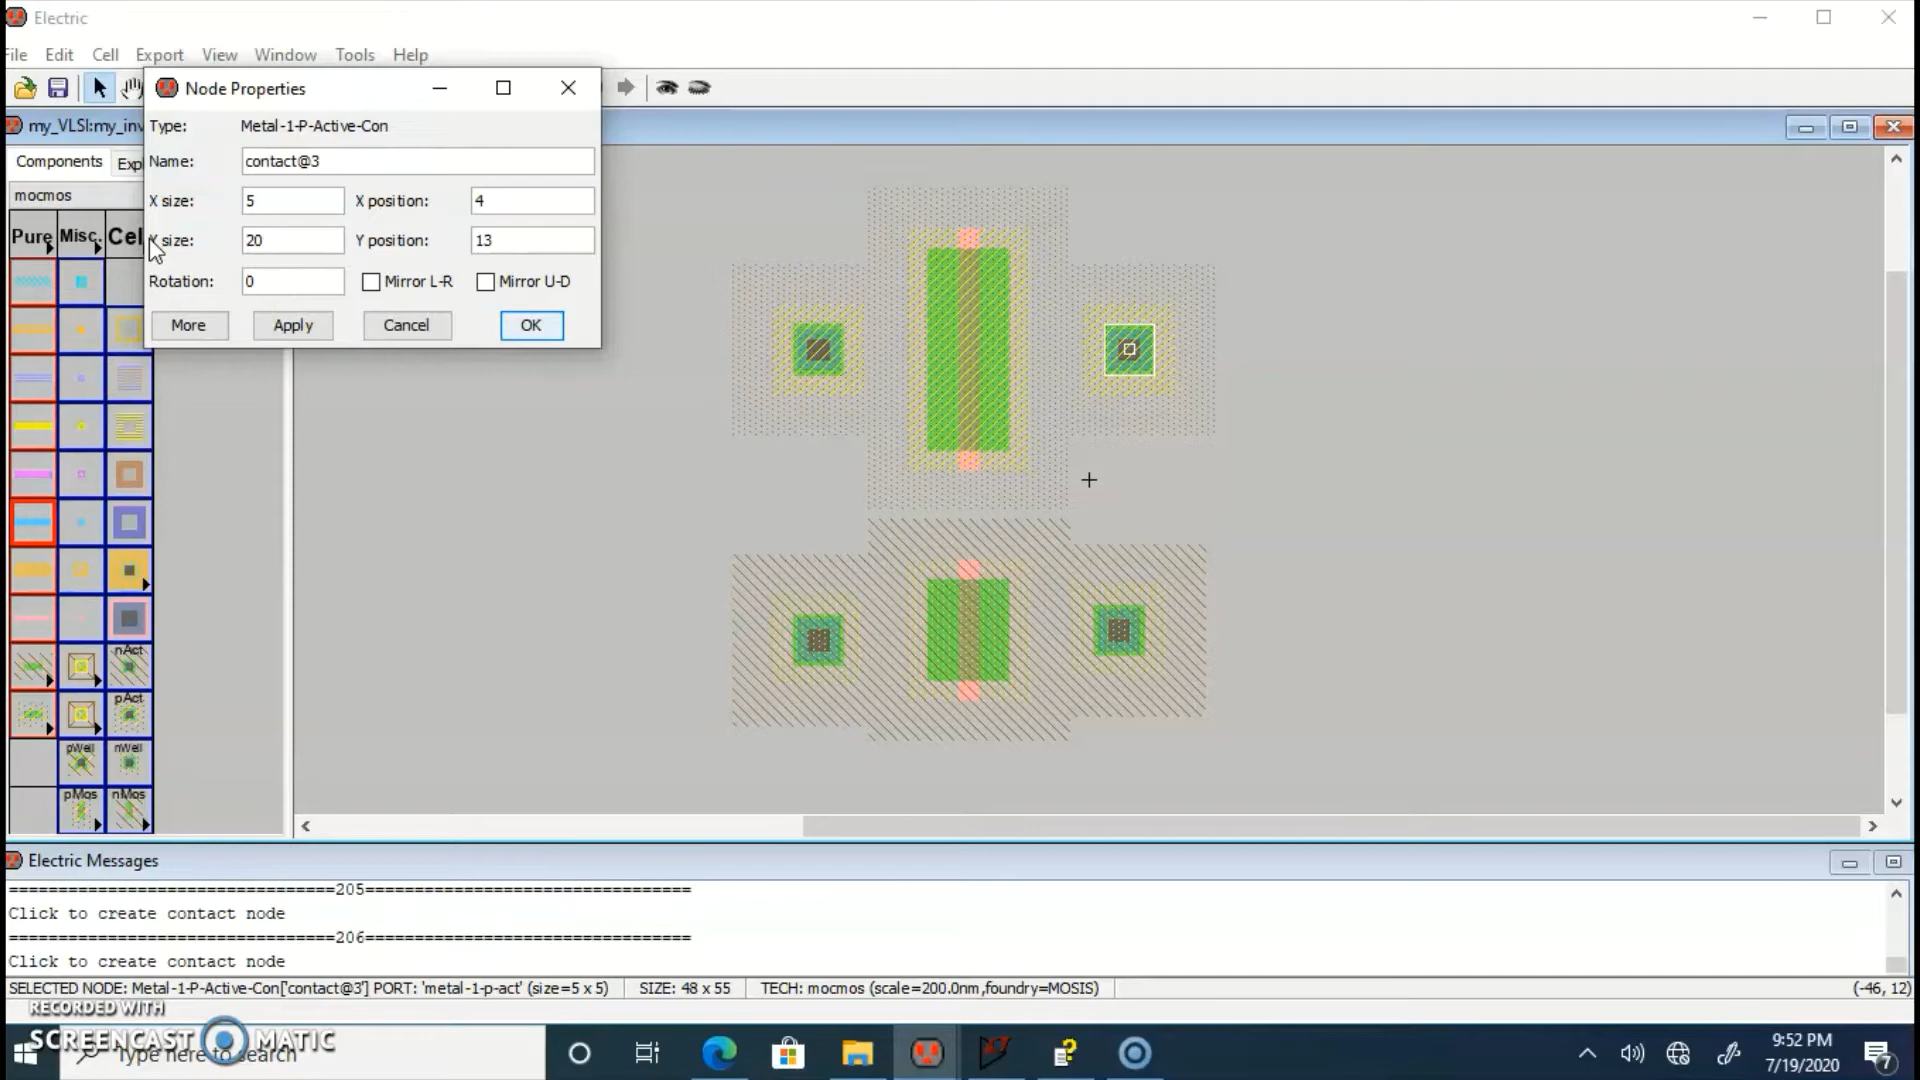 Electric
File Edit Cell Export View Window Tools Help
Node Properties
my_VLSI:my_inv
Type: Metal-1-P-Active-Con
Components Expl
Name: contact@3
mocmos
X size: 5 X position: 4
Pure Misc. Cel
Y size: 20 Y position: 13
Rotation: 0 Mirror L-R Mirror U-D
More Apply Cancel OK
nAct
pAct
pWell nWell
pMos nMos
Electric Messages
=================================205=================================
Click to create contact node
=================================206=================================
Click to create contact node
SELECTED NODE: Metal-1-P-Active-Con['contact@3'] PORT: 'metal-1-p-act' (size=5 x 5) SIZE: 48 x 55 TECH: mocmos (scale=200.0nm,foundry=MOSIS) (-46, 12)
RECORDED WITH
SCREENCAST MATIC
Type here to search
9:52 PM
7/19/2020
7